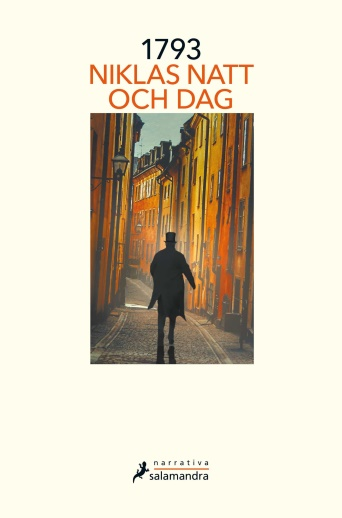 1793
NIKLAS NATT
OCH DAG
narrativa
salamandra